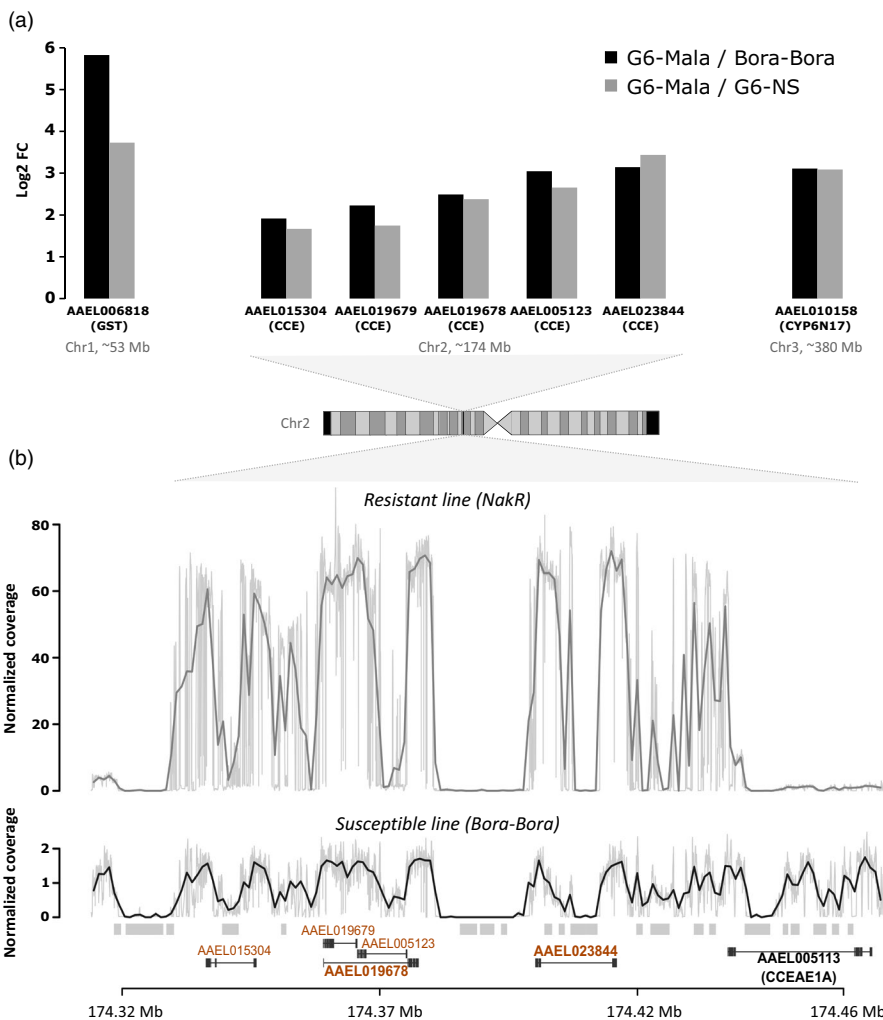 (a)
6
5
4
3
2
1
0
Log2 FC
G6-Mala / Bora-Bora
G6-Mala / G6-NS
AAEL006818 AAEL015304 AAEL019679 AAEL019678 AAEL005123 AAEL023844 AAEL010158
(GST) (CCE) (CCE) (CCE) (CCE) (CCE) (CYP6N17)
Chr1, ~53 Mb Chr2, ~174 Mb Chr3, ~380 Mb
Chr2
(b)
Resistant line (NakR)
80
60
40
20
0
Normalized coverage
Susceptible line (Bora-Bora)
2
1
0
Normalized coverage
AAEL019679
AAEL015304 AAEL005123
AAEL019678
AAEL023844
AAEL005113
(CCEAE1A)
174.32 Mb 174.37 Mb 174.42 Mb 174.46 Mb